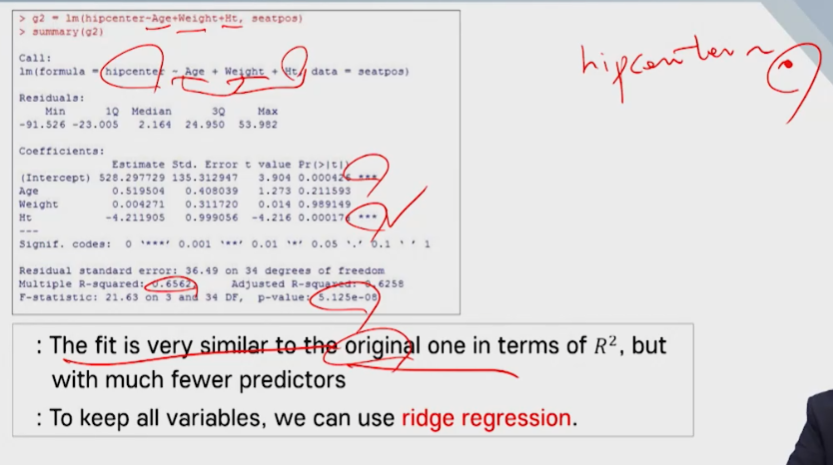 > g2 = lm(hipcenter~Age+Weight+Ht, seatpos)
> summary(g2)
Call:
lm(formula = hipcenter ~ Age + Weight + Ht, data = seatpos)
Residuals:
Min 1Q Median 3Q Max
-91.526 -23.005 2.164 24.950 53.982
Coefficients:
Estimate Std. Error t value Pr(>|t|)
(Intercept) 528.297729 135.312947 3.904 0.000426 ***
Age 0.519504 0.408039 1.273 0.211593
Weight 0.004271 0.311720 0.014 0.989149
Ht -4.211905 0.999056 -4.216 0.000174 ***
---
Signif. codes: 0 '***' 0.001 '**' 0.01 '*' 0.05 '.' 0.1 ' ' 1
Residual standard error: 36.49 on 34 degrees of freedom
Multiple R-squared: 0.6562, Adjusted R-squared: 0.6258
F-statistic: 21.63 on 3 and 34 DF, p-value: 5.125e-08
hipcenter ~
: The fit is very similar to the original one in terms of R², but
with much fewer predictors
: To keep all variables, we can use ridge regression.